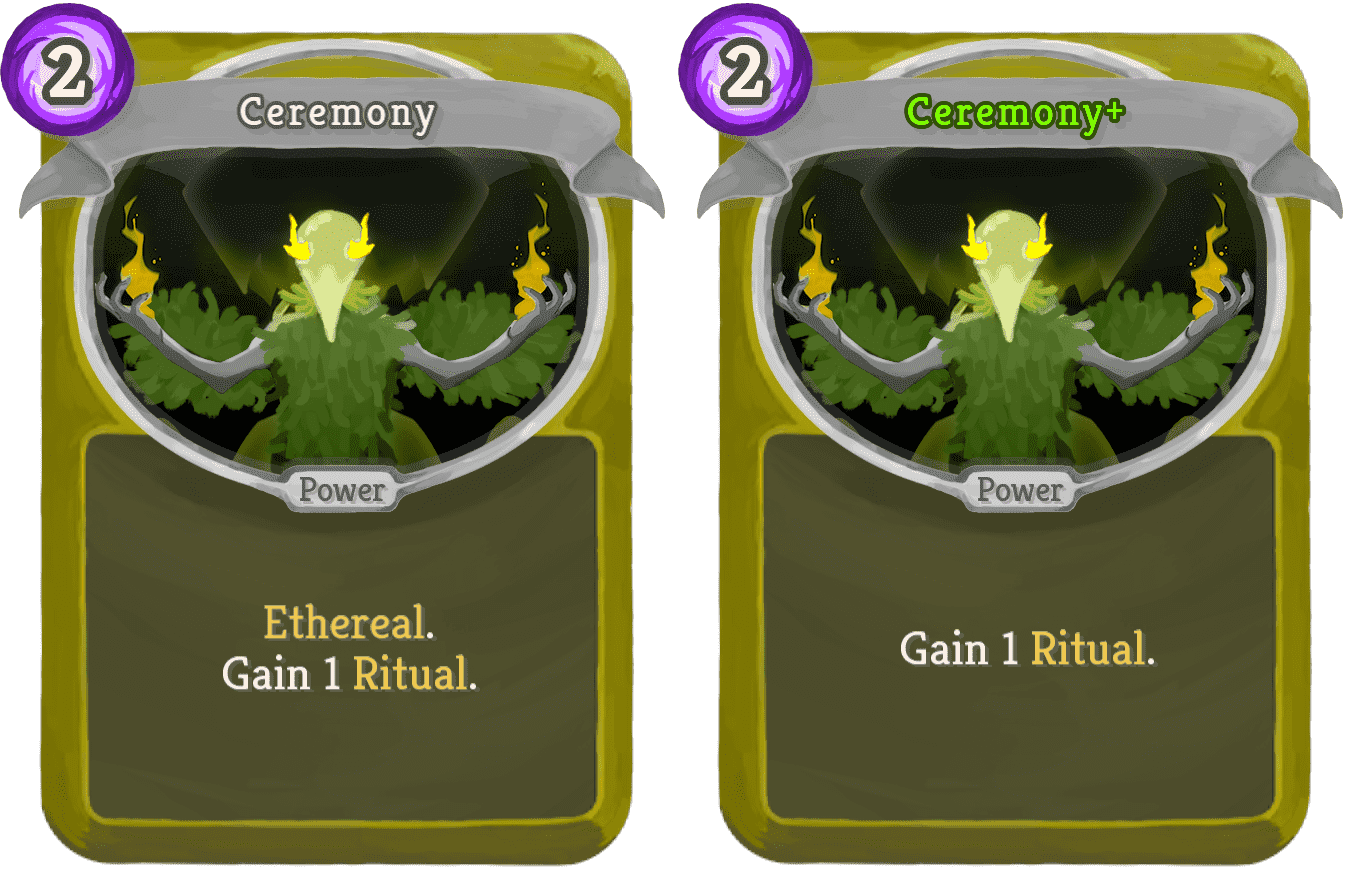 2
Ceremony
Power
Ethereal.
Gain 1 Ritual.
2
Ceremony+
Power
Gain 1 Ritual.